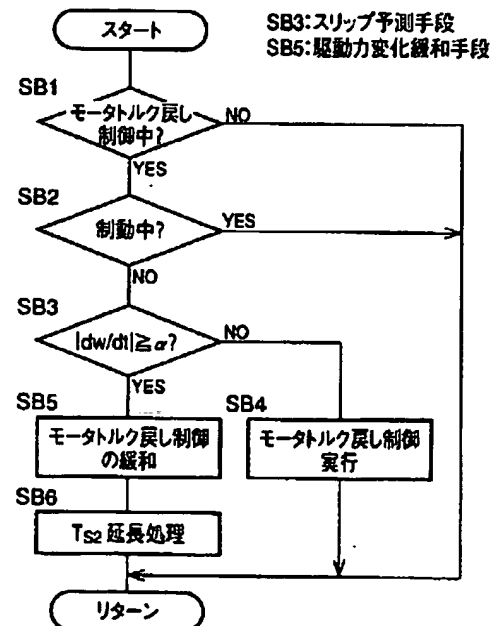 スタート
SB3:スリップ予測手段
SB5:駆動力変化緩和手段
SB1
モータトルク戻し
制御中?
NO
YES
SB2
制動中?
YES
NO
SB3
|dw/dt|≧α?
NO
YES
SB5
モータトルク戻し制御
の緩和
SB4
モータトルク戻し制御
実行
SB6
TS2 延長処理
リターン